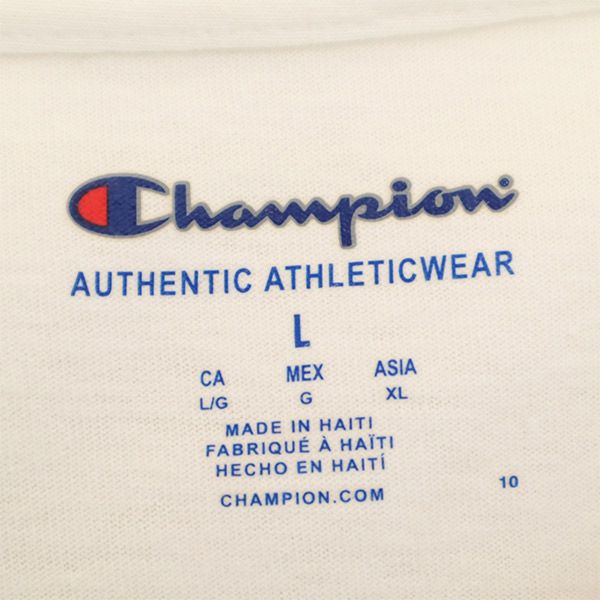 Champion®
AUTHENTIC ATHLETICWEAR
L
CA MEX ASIA
L/G G XL
MADE IN HAITI
FABRIQUÉ À HAÏTI
HECHO EN HAITÍ
CHAMPION.COM 10